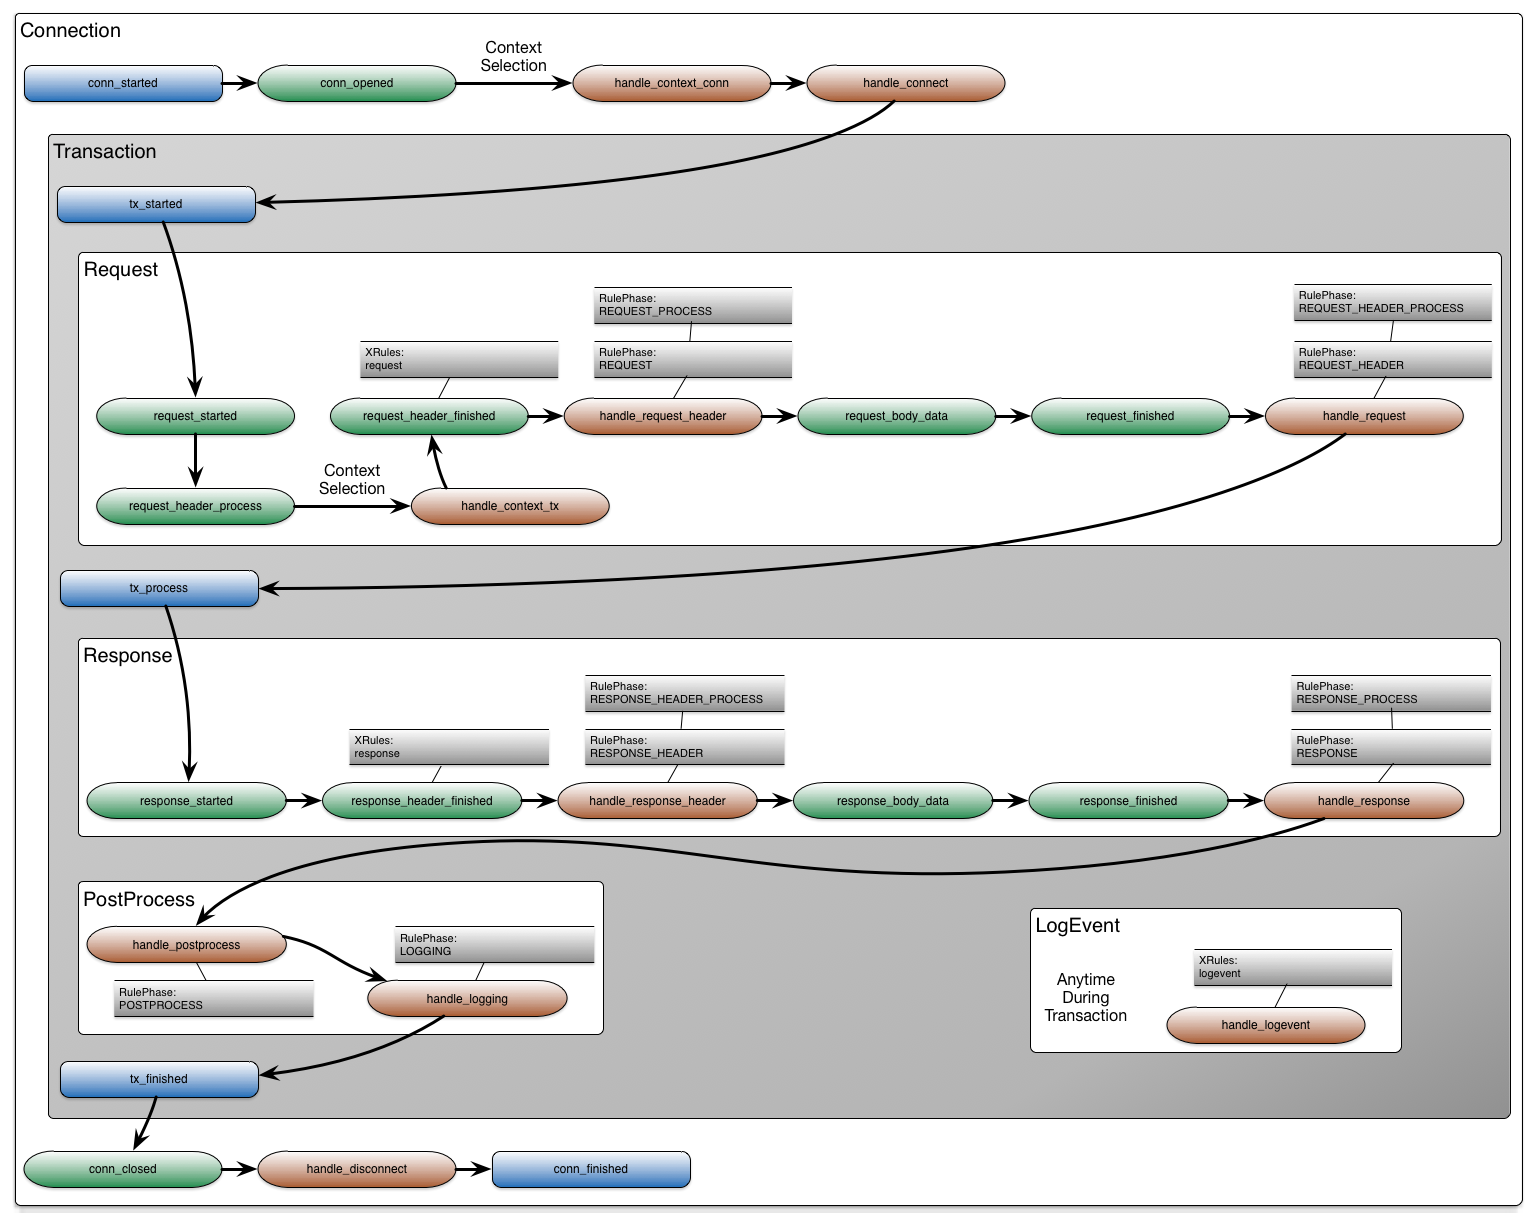 Connection
conn_started
conn_opened
Context
Selection
handle_context_conn
handle_connect
Transaction
tx_started
Request
RulePhase:
REQUEST_PROCESS
RulePhase:
REQUEST_HEADER_PROCESS
XRules:
request
RulePhase:
REQUEST
RulePhase:
REQUEST_HEADER
request_started
request_header_finished
handle_request_header
request_body_data
request_finished
handle_request
request_header_process
Context
Selection
handle_context_tx
tx_process
Response
RulePhase:
RESPONSE_HEADER_PROCESS
RulePhase:
RESPONSE_PROCESS
XRules:
response
RulePhase:
RESPONSE_HEADER
RulePhase:
RESPONSE
response_started
response_header_finished
handle_response_header
response_body_data
response_finished
handle_response
PostProcess
handle_postprocess
RulePhase:
LOGGING
RulePhase:
POSTPROCESS
handle_logging
LogEvent
Anytime
During
Transaction
XRules:
logevent
handle_logevent
tx_finished
conn_closed
handle_disconnect
conn_finished